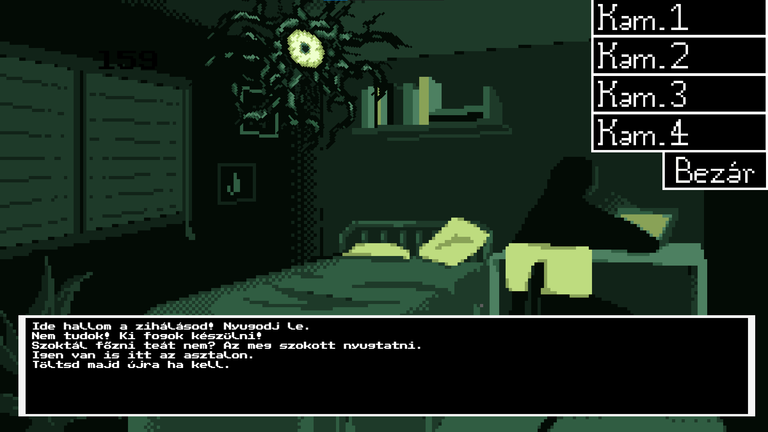 159
Kam.1
Kam.2
Kam.3
Kam.4
Bezár
Ide hallom a zihálásod! Nyugodj le.
Nem tudok! Ki fogok készülni!
Szoktál főzni teát nem? Az meg szokott nyugtatni.
Igen van is itt az asztalon.
Töltsd majd újra ha kell.